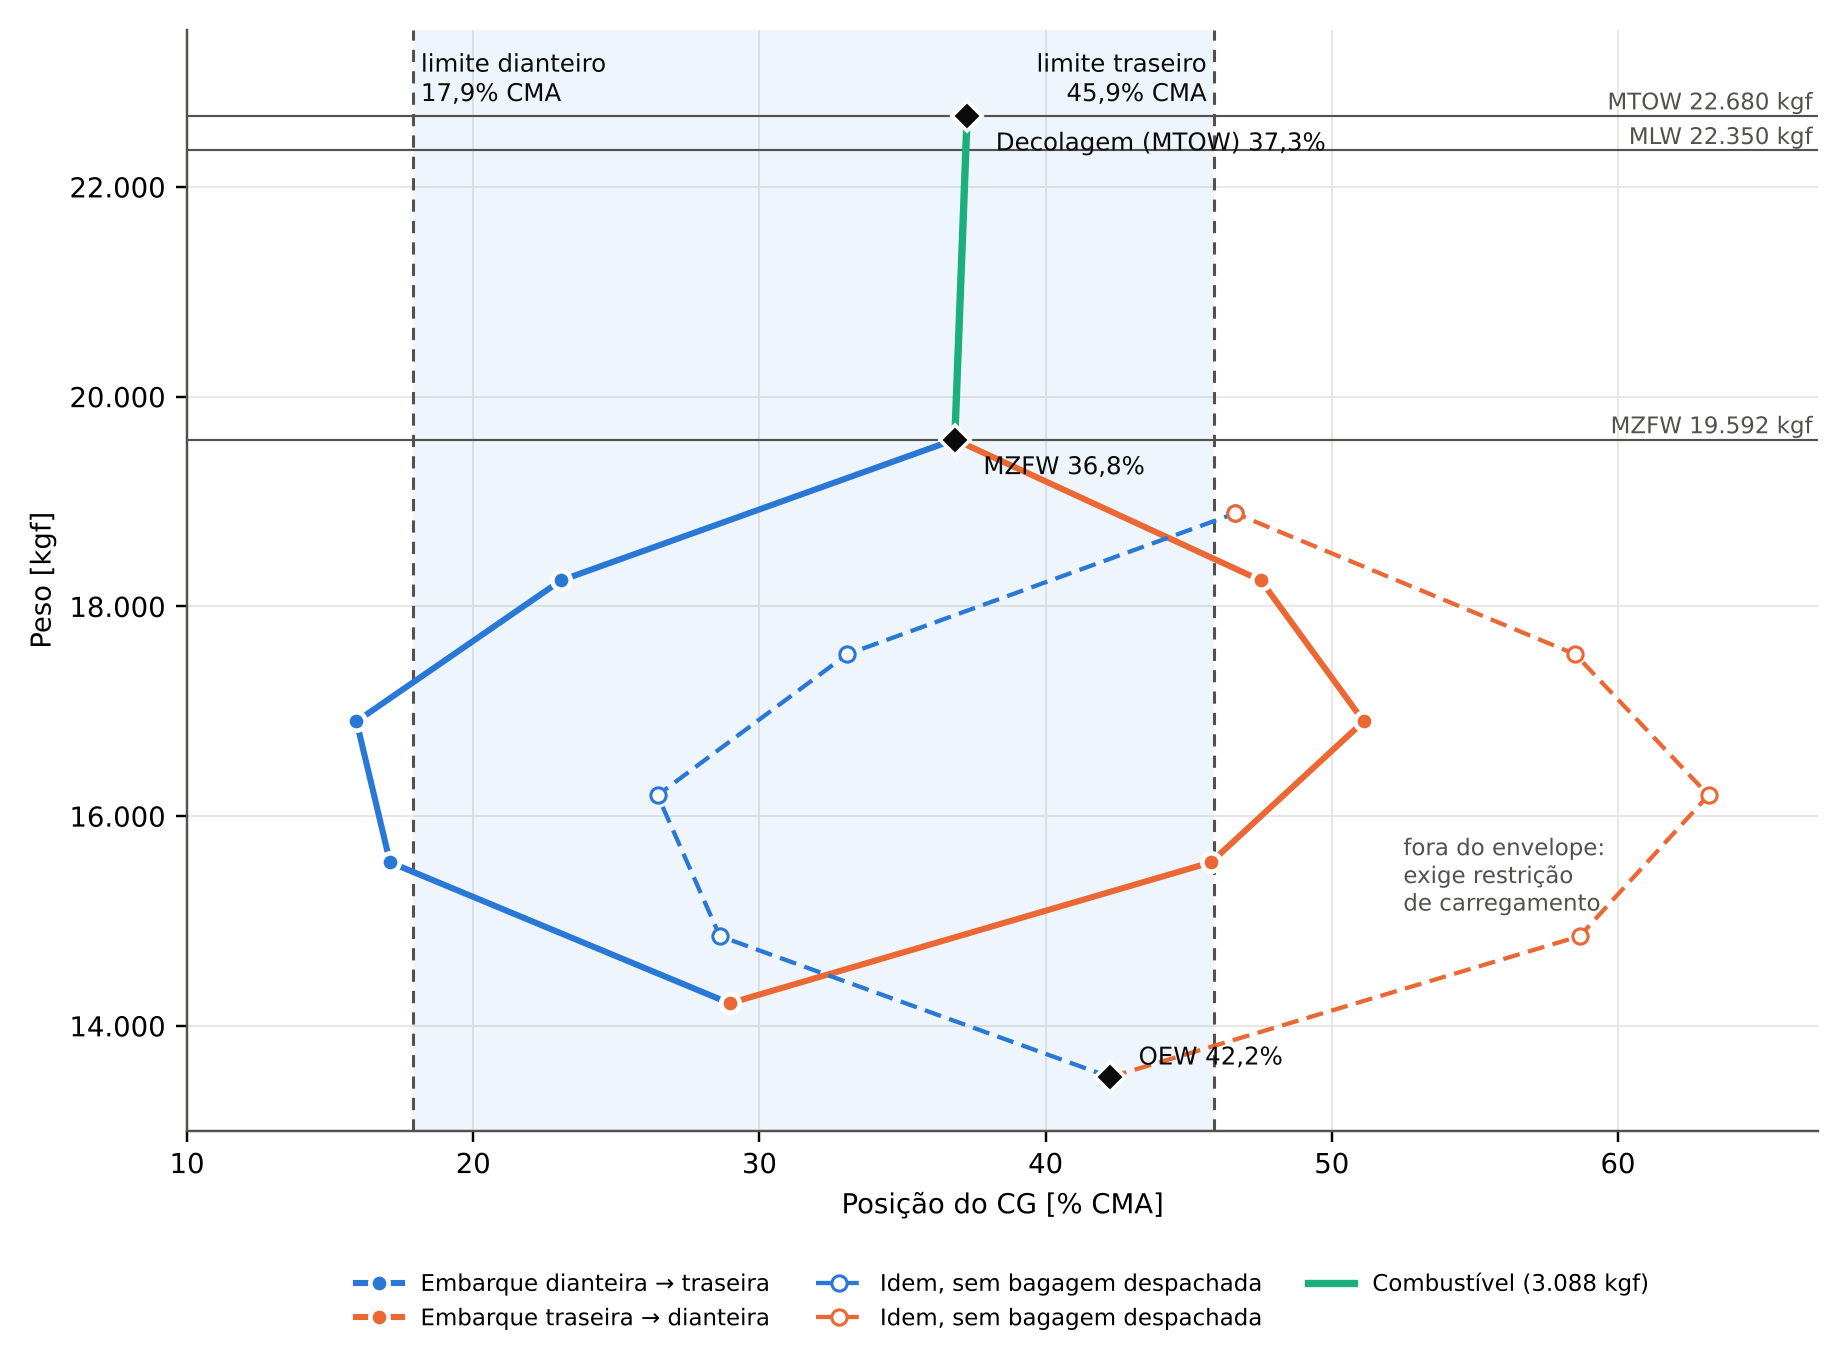 limite dianteiro
17,9% CMA
limite traseiro
45,9% CMA
MTOW 22.680 kgf
Decolagem (MTOW) 37,3%
MLW 22.350 kgf
22.000
20.000
MZFW 19.592 kgf
MZFW 36,8%
18.000
16.000
14.000
Peso [kgf]
fora do envelope:
exige restrição
de carregamento
OEW 42,2%
10
20
30
40
50
60
Posição do CG [% CMA]
Embarque dianteira → traseira
Embarque traseira → dianteira
Idem, sem bagagem despachada
Idem, sem bagagem despachada
Combustível (3.088 kgf)